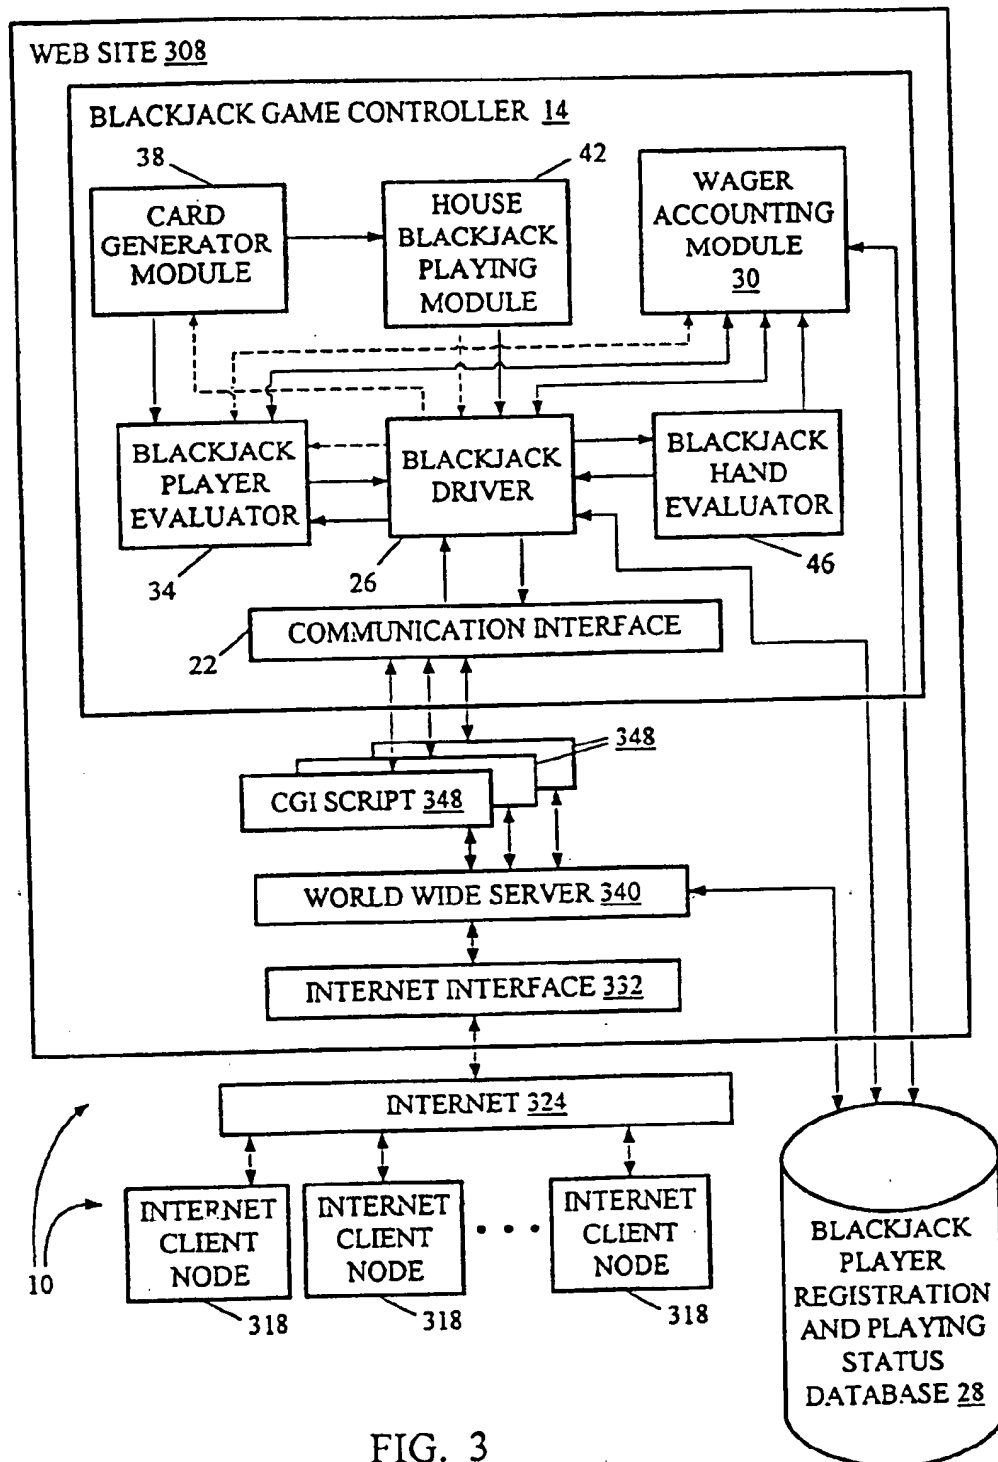 WEB SITE 308
BLACKJACK GAME CONTROLLER 14
38
CARD
GENERATOR
MODULE
42
HOUSE
BLACKJACK
PLAYING
MODULE
WAGER
ACCOUNTING
MODULE
30
BLACKJACK
PLAYER
EVALUATOR
34
BLACKJACK
DRIVER
26
BLACKJACK
HAND
EVALUATOR
46
COMMUNICATION INTERFACE
22
348
CGI SCRIPT 348
WORLD WIDE SERVER 340
INTERNET INTERFACE 332
INTERNET 324
10
INTERNET
CLIENT
NODE
318
INTERNET
CLIENT
NODE
318
• • •
INTERNET
CLIENT
NODE
318
BLACKJACK
PLAYER
REGISTRATION
AND PLAYING
STATUS
DATABASE 28
FIG. 3